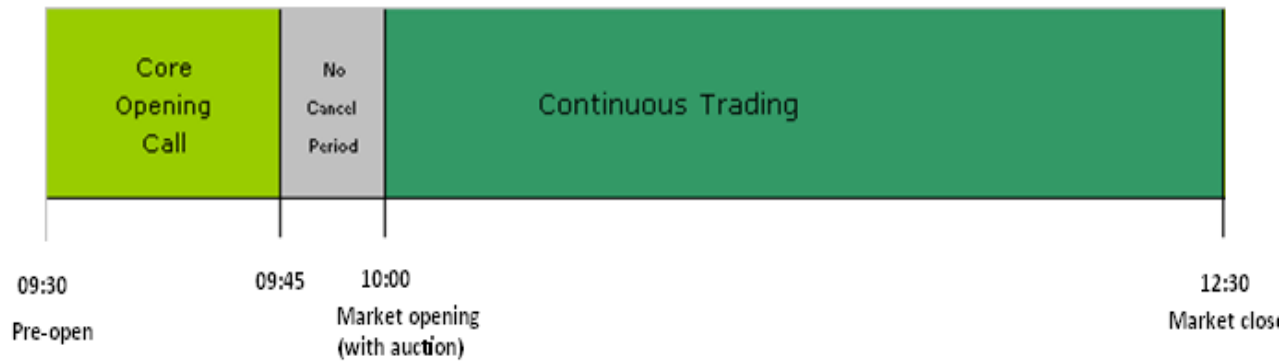 Core
Opening
Call
No
Cancel
Period
Continuous Trading
09:30
09:45
10:00
12:30
Pre-open
Market opening
(with auction)
Market close